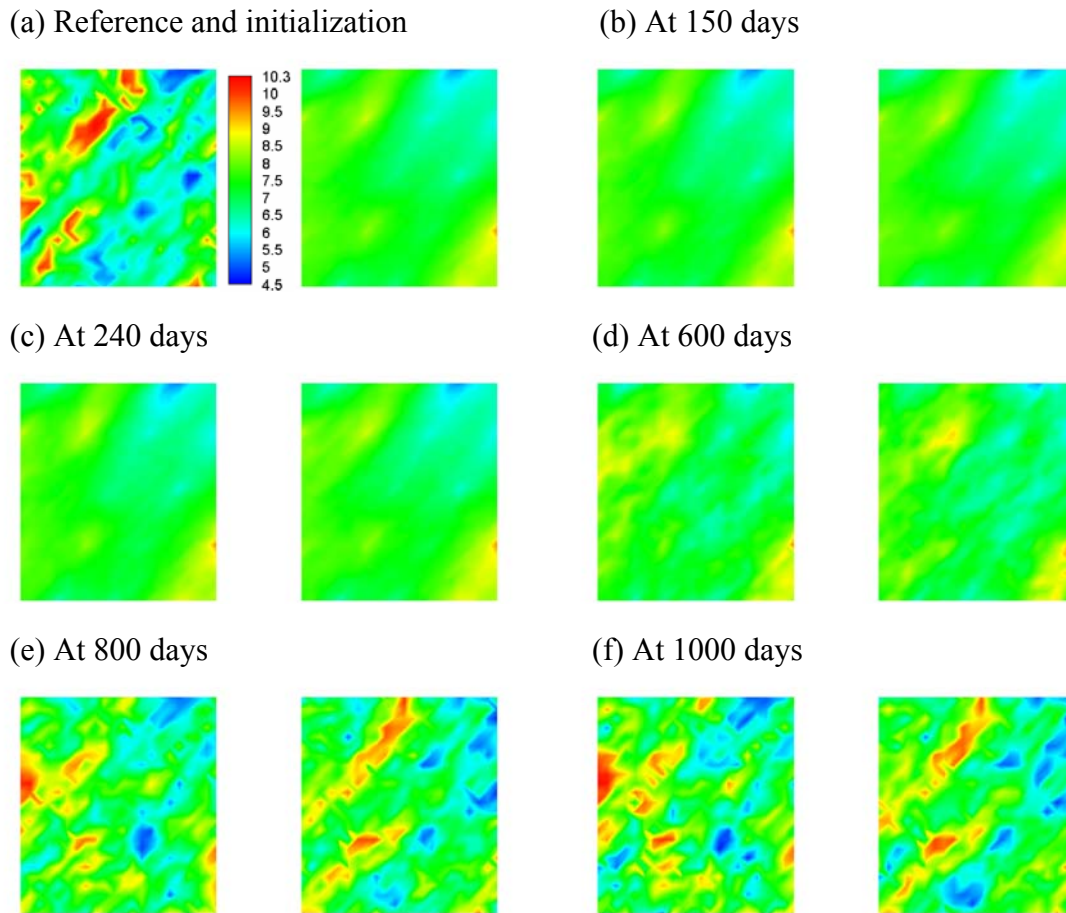 (a) Reference and initialization
(b) At 150 days
10.3
10
9.5
9
8.5
8
7.5
7
6.5
6
5.5
5
4.5
(c) At 240 days
(d) At 600 days
(e) At 800 days
(f) At 1000 days